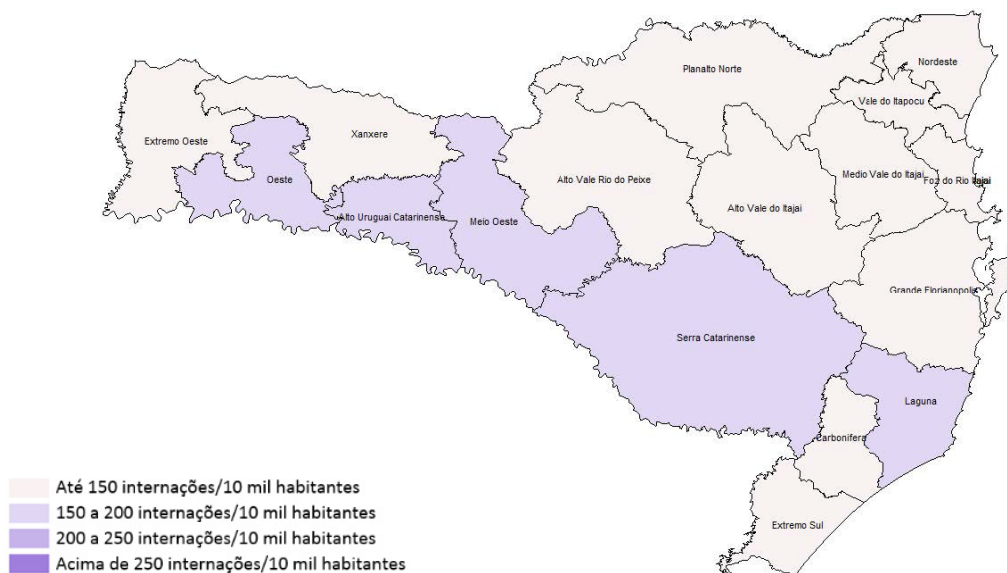 Planalto Norte
Nordeste
Vale do Itapocu
Extremo Oeste
Xanxere
Oeste
Alto Vale Rio do Peixe
Medio Vale do Itajai
Foz do Rio Itajai
Alto Uruguai Catarinense
Meio Oeste
Alto Vale do Itajai
Grande Florianopolis
Serra Catarinense
Laguna
Carbonifera
Extremo Sul
Até 150 internações/10 mil habitantes
150 a 200 internações/10 mil habitantes
200 a 250 internações/10 mil habitantes
Acima de 250 internações/10 mil habitantes